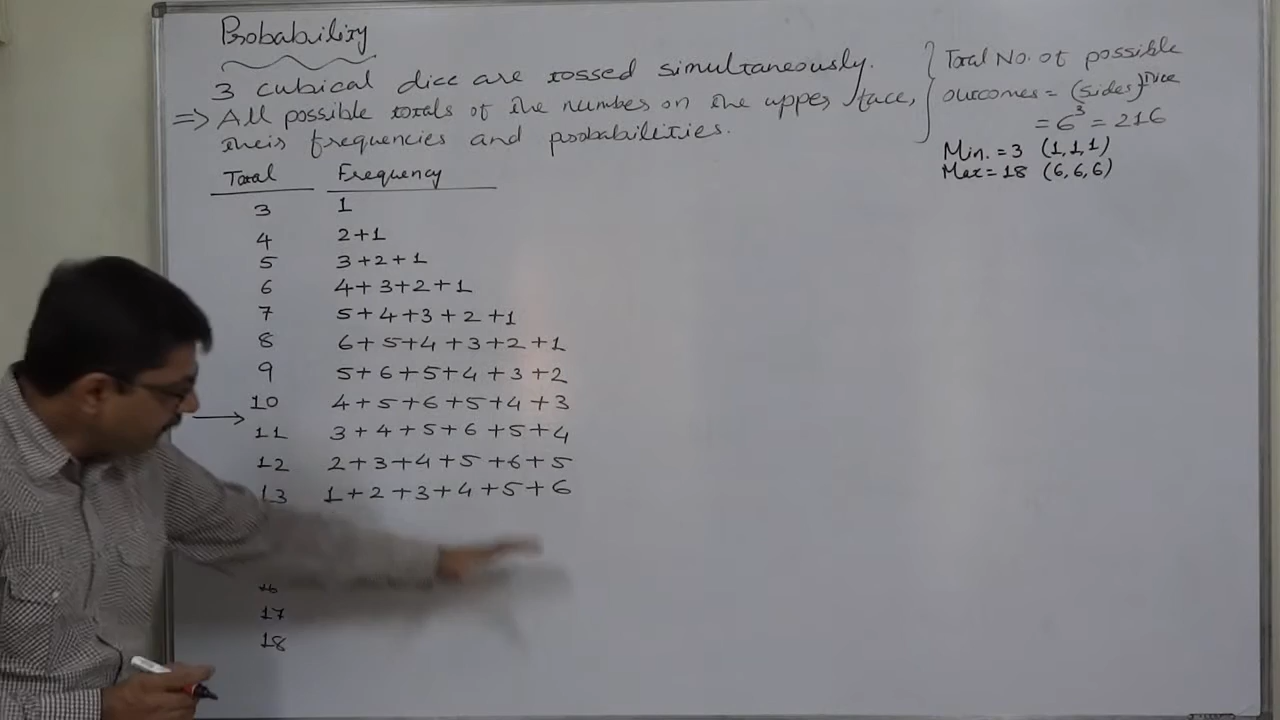 Probability
3 cubical dice are tossed simultaneously.
=> All possible totals of the number on the upper face,
their frequencies and probabilities.
Total No. of possible
outcomes = (sides)^Dice
= 6³ = 216
Min. = 3 (1,1,1)
Max = 18 (6,6,6)
Total Frequency
3 1
4 2+1
5 3+2+1
6 4+3+2+1
7 5+4+3+2+1
8 6+5+4+3+2+1
9 5+6+5+4+3+2
10 4+5+6+5+4+3
11 3+4+5+6+5+4
12 2+3+4+5+6+5
13 1+2+3+4+5+6
17
18